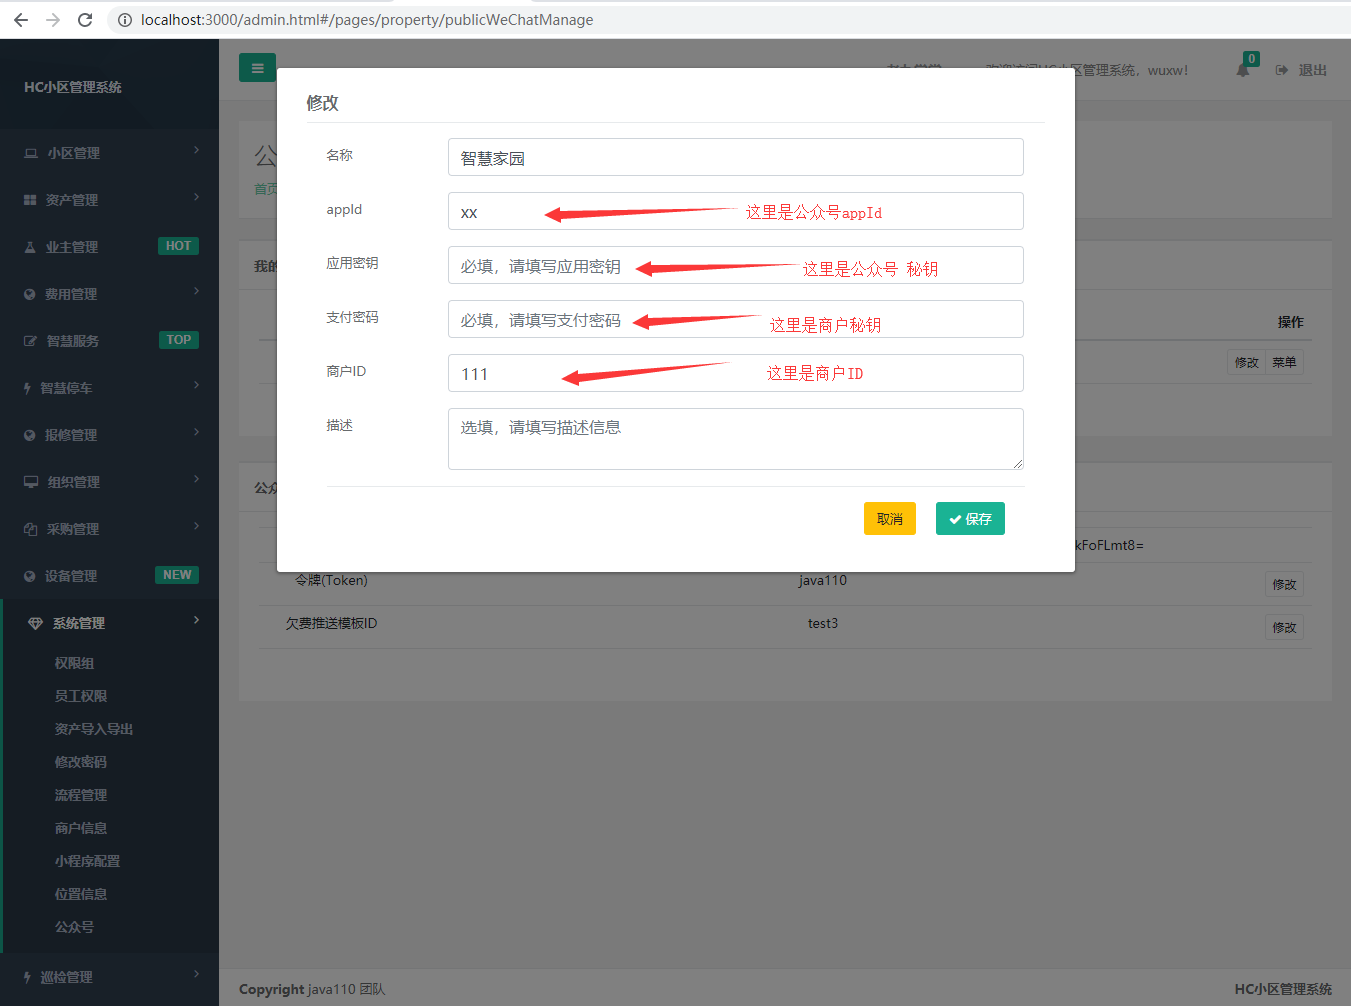 localhost:3000/admin.html#/pages/property/publicWeChatManage
HC小区管理系统
小区管理
资产管理
业主管理 HOT
费用管理
智慧服务 TOP
智慧停车
报修管理
组织管理
采购管理
设备管理 NEW
系统管理
权限组
员工权限
资产导入导出
修改密码
流程管理
商户信息
小程序配置
位置信息
公众号
巡检管理
区管理系统，wuxw！
0
退出
公
首页
我的
操作
修改 菜单
公众
修改
名称 智慧家园
appId xx 这里是公众号appId
应用密钥 必填，请填写应用密钥 这里是公众号 秘钥
支付密码 必填，请填写支付密码 这里是商户秘钥
商户ID 111 这里是商户ID
描述 选填，请填写描述信息
取消 保存
kFoFLmt8=
令牌(Token) java110 修改
欠费推送模板ID test3 修改
Copyright java110 团队
HC小区管理系统